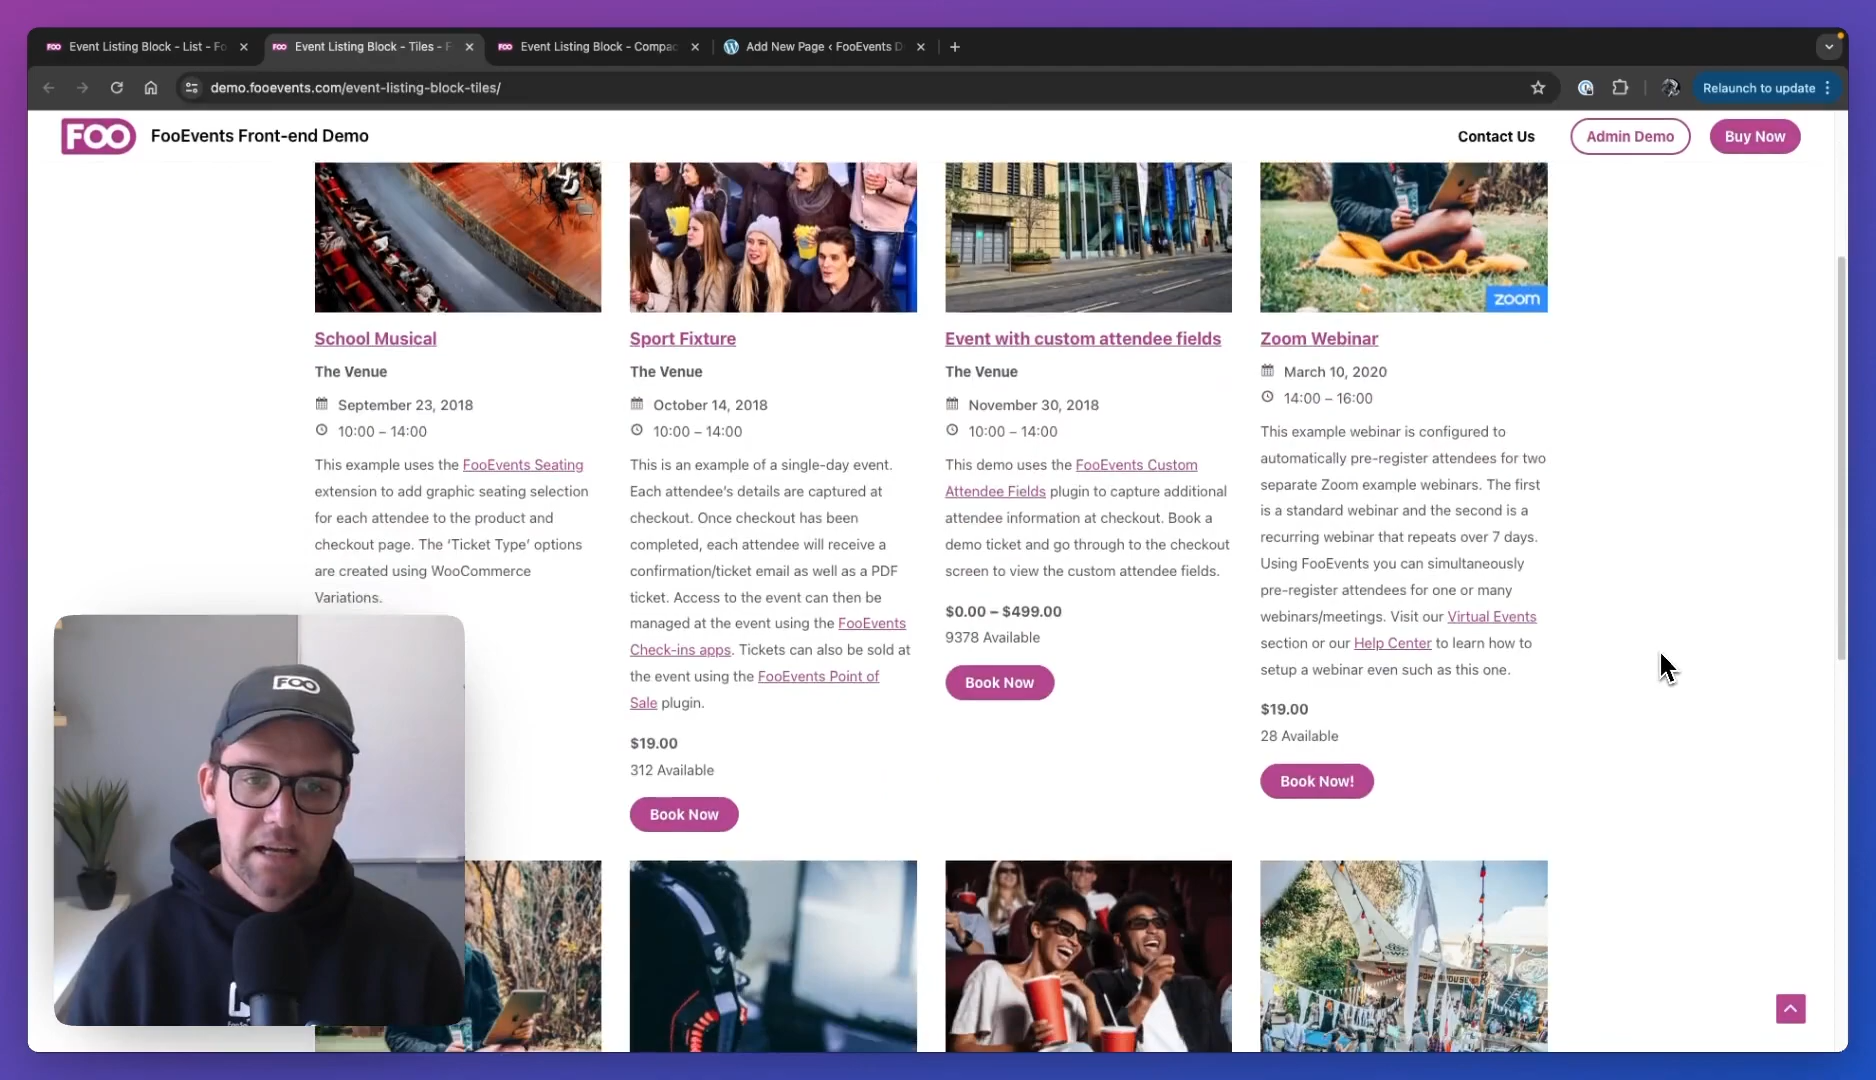 Event Listing Block - List - Fo
Event Listing Block - Tiles - F
Event Listing Block - Compac
Add New Page ‹ FooEvents D
demo.fooevents.com/event-listing-block-tiles/
Relaunch to update
FOO
FooEvents Front-end Demo
Contact Us
Admin Demo
Buy Now
zoom
School Musical
The Venue
September 23, 2018
10:00 – 14:00
This example uses the FooEvents Seating
extension to add graphic seating selection
for each attendee to the product and
checkout page. The ‘Ticket Type’ options
are created using WooCommerce
Variations.
Sport Fixture
The Venue
October 14, 2018
10:00 – 14:00
This is an example of a single-day event.
Each attendee's details are captured at
checkout. Once checkout has been
completed, each attendee will receive a
confirmation/ticket email as well as a PDF
ticket. Access to the event can then be
managed at the event using the FooEvents
Check-ins apps. Tickets can also be sold at
the event using the FooEvents Point of
Sale plugin.
$19.00
312 Available
Book Now
Event with custom attendee fields
The Venue
November 30, 2018
10:00 – 14:00
This demo uses the FooEvents Custom
Attendee Fields plugin to capture additional
attendee information at checkout. Book a
demo ticket and go through to the checkout
screen to view the custom attendee fields.
$0.00 – $499.00
9378 Available
Book Now
Zoom Webinar
March 10, 2020
14:00 – 16:00
This example webinar is configured to
automatically pre-register attendees for two
separate Zoom example webinars. The first
is a standard webinar and the second is a
recurring webinar that repeats over 7 days.
Using FooEvents you can simultaneously
pre-register attendees for one or many
webinars/meetings. Visit our Virtual Events
section or our Help Center to learn how to
setup a webinar even such as this one.
$19.00
28 Available
Book Now!
FOO